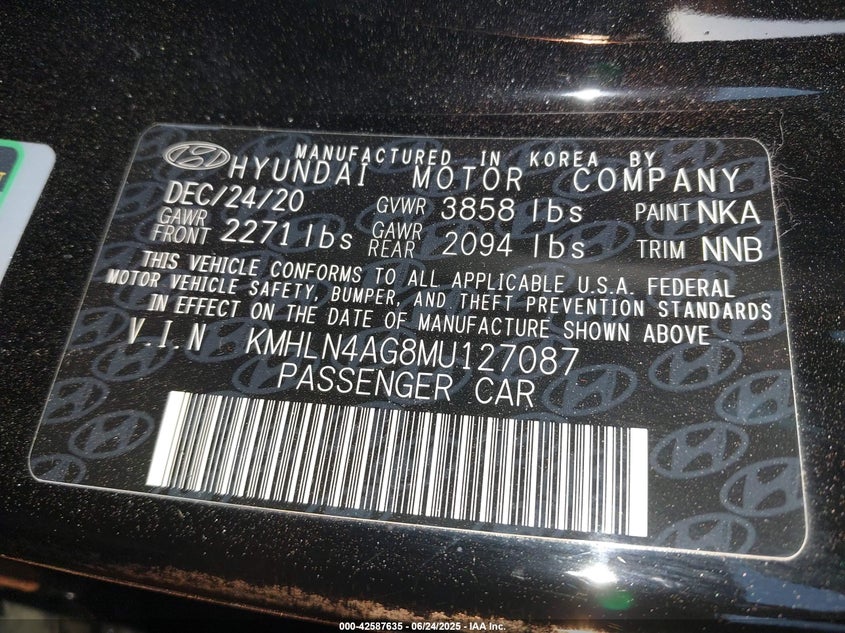 MANUFACTURED IN KOREA BY
HYUNDAI MOTOR COMPANY
DEC/24/20 GVWR 3858 lbs PAINT NKA
GAWR FRONT 2271 lbs GAWR REAR 2094 lbs TRIM NNB
THIS VEHICLE CONFORMS TO ALL APPLICABLE U.S.A. FEDERAL
MOTOR VEHICLE SAFETY, BUMPER, AND THEFT PREVENTION STANDARDS
IN EFFECT ON THE DATE OF MANUFACTURE SHOWN ABOVE
V.I.N KMHLN4AG8MU127087
PASSENGER CAR
000-42587635 - 06/24/2025 - IAA Inc.